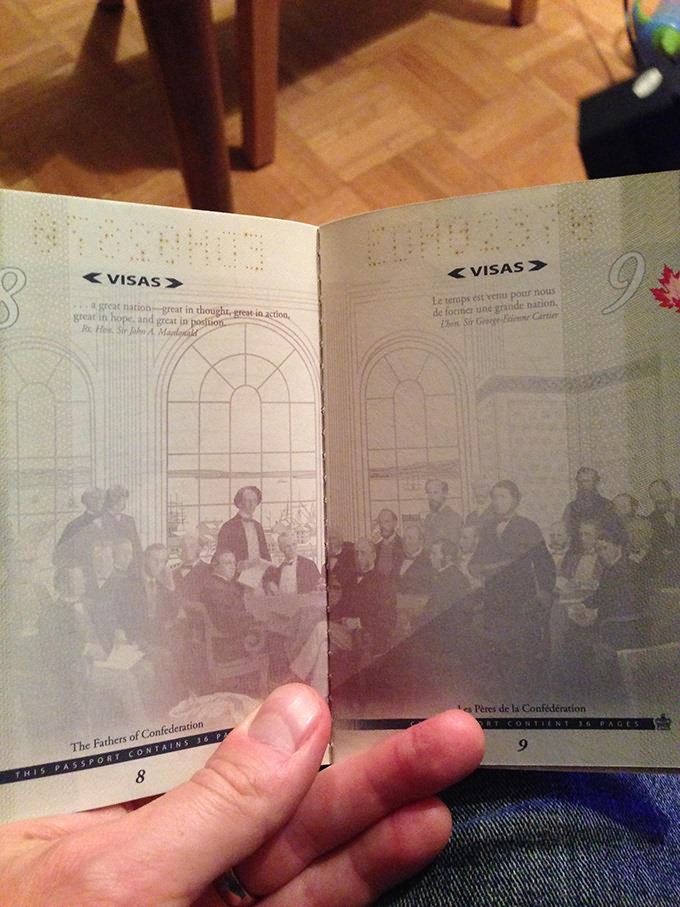 8
VISAS
. . . a great nation—great in thought, great in action,
great in hope, and great in position.
Rt. Hon. Sir John A. Macdonald
The Fathers of Confederation
THIS PASSPORT CONTAINS 36
8
9
VISAS
Le temps est venu pour nous
de former une grande nation.
L'hon. Sir George-Étienne Cartier
Les Pères de la Confédération
CONTIENT 36 PAGES
9